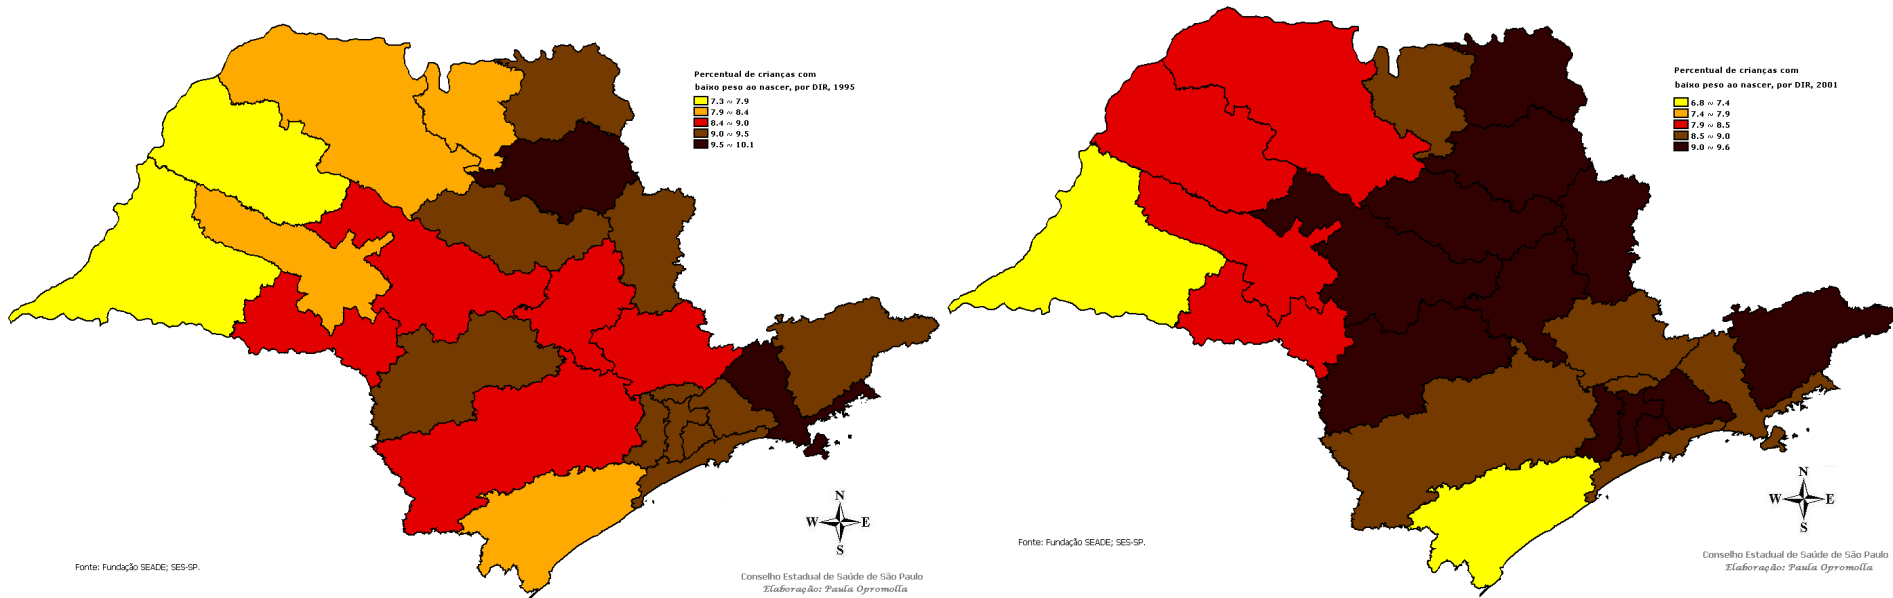 Percentual de crianças com
baixo peso ao nascer, por DIR, 1995
7.3 ~ 7.9
7.9 ~ 8.4
8.4 ~ 9.0
9.0 ~ 9.5
9.5 ~ 10.1
N
W E
S
Fonte: Fundação SEADE; SES-SP.
Conselho Estadual de Saúde de São Paulo
Elaboração: Paula Opromolla
Percentual de crianças com
baixo peso ao nascer, por DIR, 2001
6.8 ~ 7.4
7.4 ~ 7.9
7.9 ~ 8.5
8.5 ~ 9.0
9.0 ~ 9.6
N
W E
S
Fonte: Fundação SEADE; SES-SP.
Conselho Estadual de Saúde de São Paulo
Elaboração: Paula Opromolla